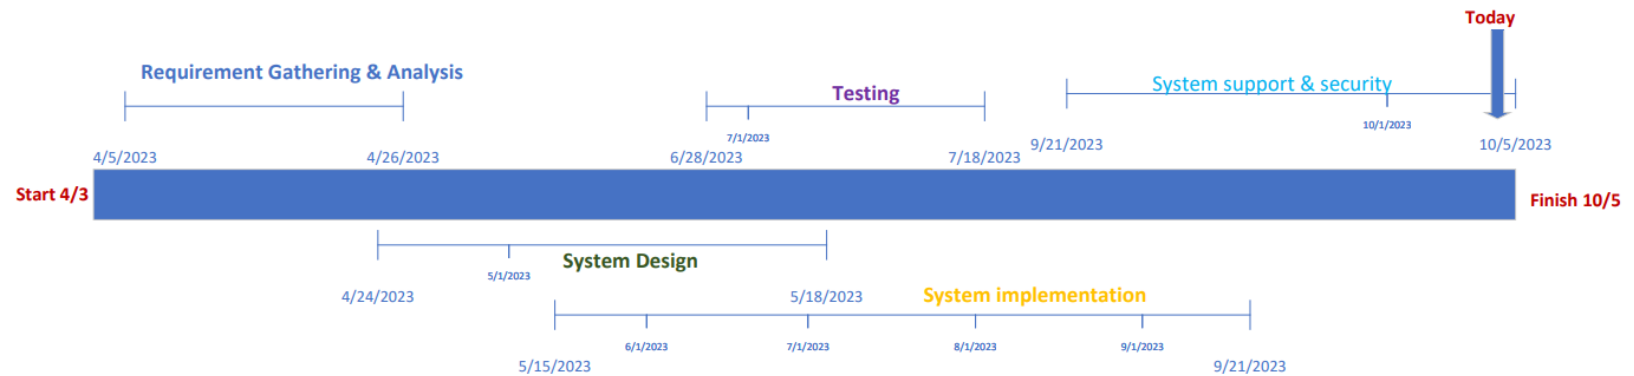 Today
Requirement Gathering & Analysis
Testing
System support & security
7/1/2023
10/1/2023
4/5/2023
4/26/2023
6/28/2023
7/18/2023
9/21/2023
10/5/2023
Start 4/3
Finish 10/5
System Design
5/1/2023
4/24/2023
5/18/2023
System implementation
6/1/2023
7/1/2023
8/1/2023
9/1/2023
5/15/2023
9/21/2023